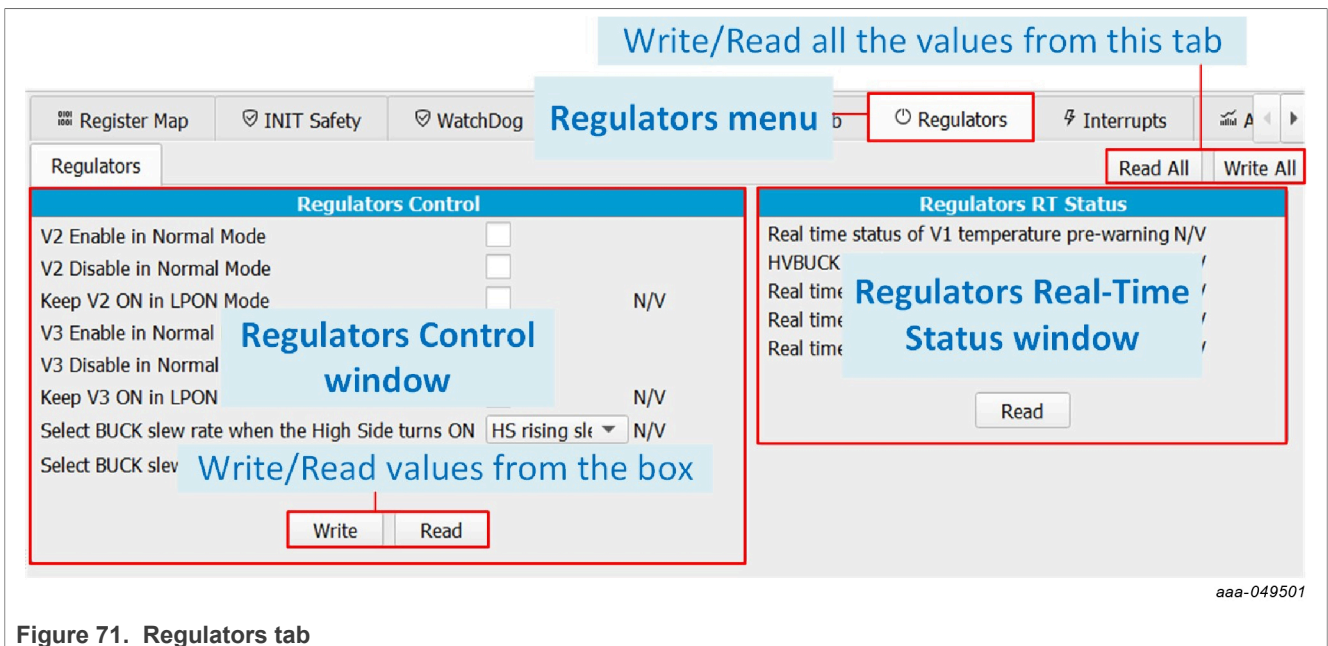 Write/Read all the values from this tab
Register Map
INIT Safety
WatchDog
Regulators menu
Regulators
Interrupts
Regulators
Read All
Write All
Regulators Control
V2 Enable in Normal Mode
V2 Disable in Normal Mode
Keep V2 ON in LPON Mode N/V
V3 Enable in Normal
V3 Disable in Normal
Keep V3 ON in LPON N/V
Regulators Control
window
Select BUCK slew rate when the High Side turns ON HS rising N/V
Select BUCK
Write/Read values from the box
Write Read
Regulators RT Status
Real time status of V1 temperature pre-warning N/V
HVBUCK
Real time
Real time
Real time
Regulators Real-Time
Status window
Read
aaa-049501
Figure 71. Regulators tab